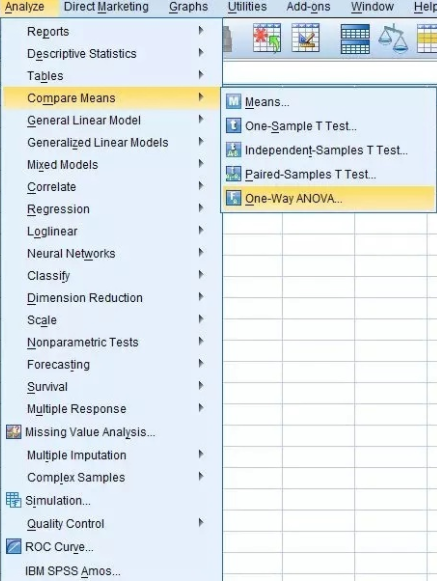 Analyze Direct Marketing Graphs Utilities Add-ons Window Help
Reports
Descriptive Statistics
Tables
Compare Means
General Linear Model
Generalized Linear Models
Mixed Models
Correlate
Regression
Loglinear
Neural Networks
Classify
Dimension Reduction
Scale
Nonparametric Tests
Forecasting
Survival
Multiple Response
Missing Value Analysis...
Multiple Imputation
Complex Samples
Simulation...
Quality Control
ROC Curve...
IBM SPSS Amos...
M Means...
t One-Sample T Test...
Independent-Samples T Test...
Paired-Samples T Test...
F One-Way ANOVA...